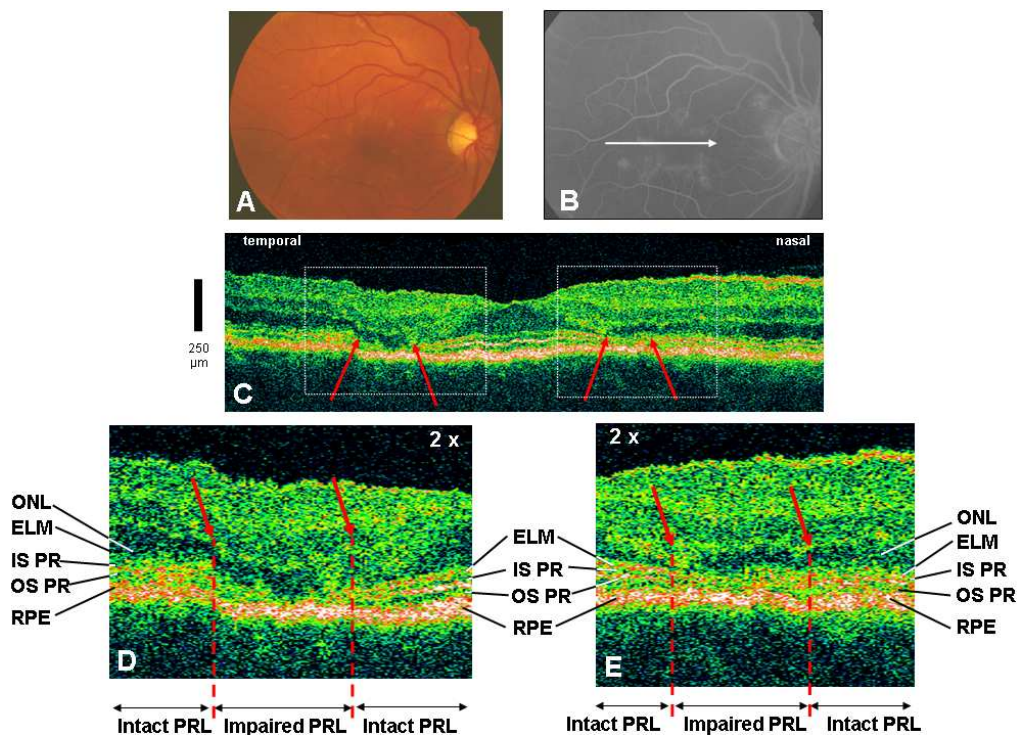 A
B
temporal
nasal
250
µm
C
2 x
2 x
ONL
ELM
IS PR
OS PR
RPE
D
ELM
IS PR
OS PR
RPE
ONL
ELM
IS PR
OS PR
RPE
E
Intact PRL
Impaired PRL
Intact PRL
Intact PRL
Impaired PRL
Intact PRL